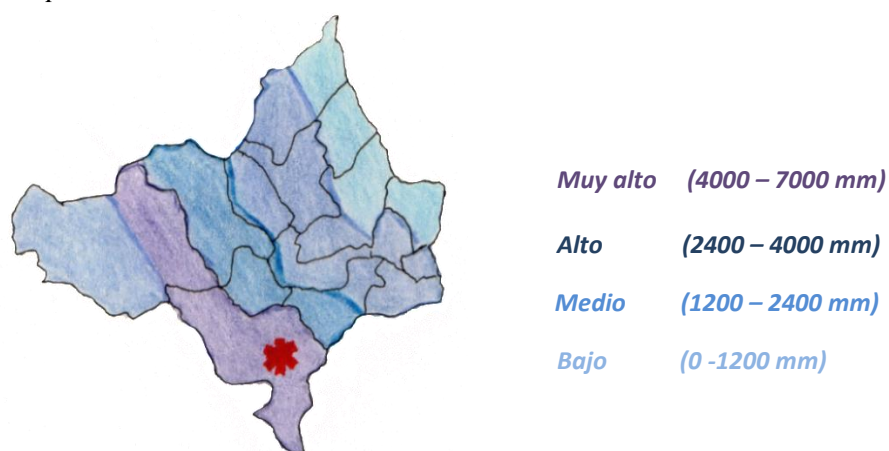 Muy alto (4000 – 7000 mm)
Alto (2400 – 4000 mm)
Medio (1200 – 2400 mm)
Bajo (0 -1200 mm)